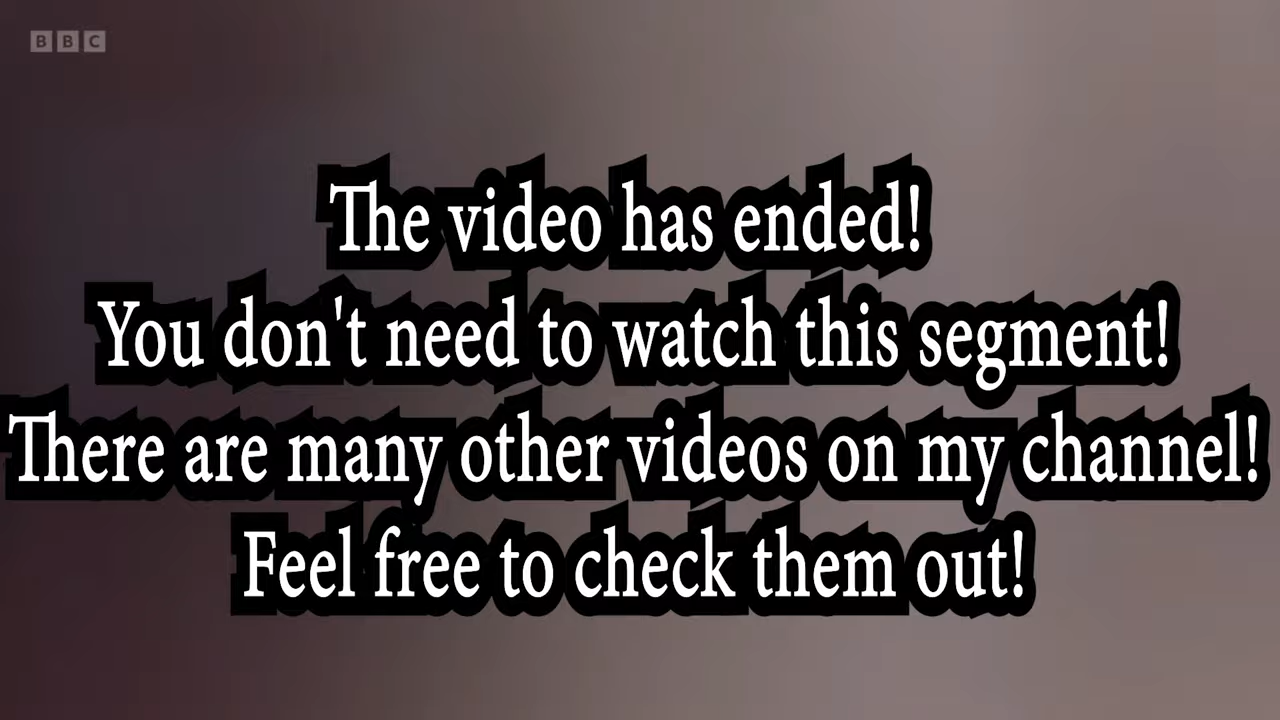 BBC
The video has ended!
You don't need to watch this segment!
There are many other videos on my channel!
Feel free to check them out!